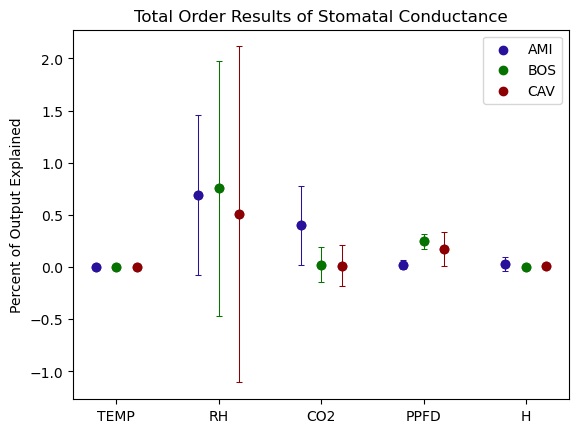 Total Order Results of Stomatal Conductance
AMI
BOS
CAV
Percent of Output Explained
2.0
1.5
1.0
0.5
0.0
−0.5
−1.0
TEMP RH CO2 PPFD H